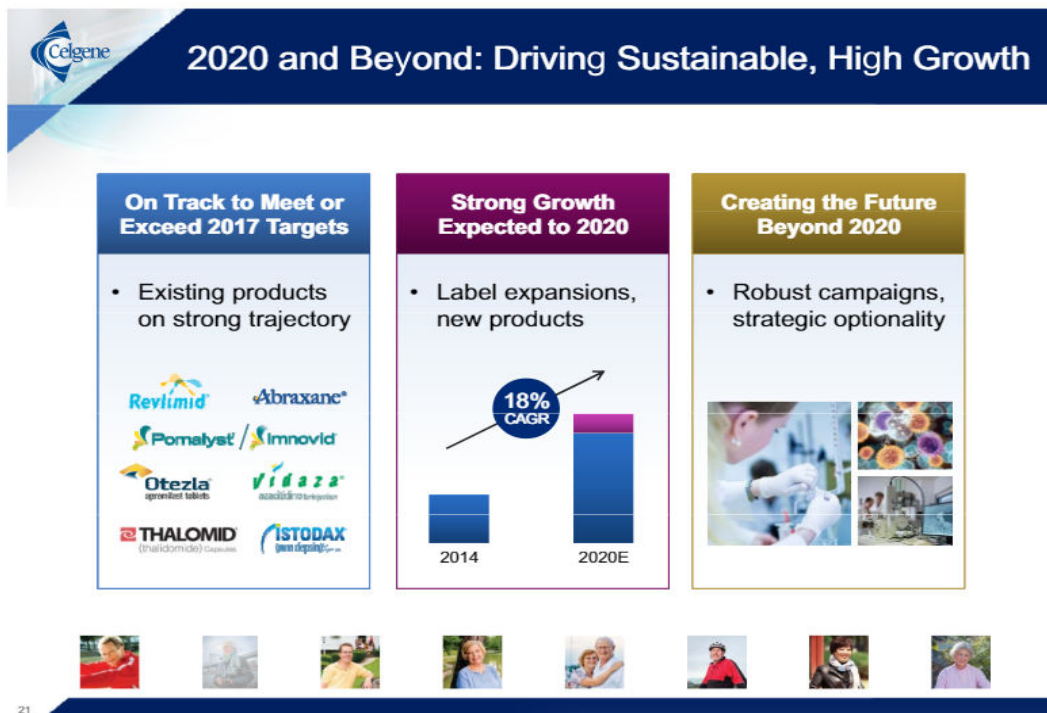 Celgene
2020 and Beyond: Driving Sustainable, High Growth
On Track to Meet or
Exceed 2017 Targets
• Existing products
on strong trajectory
Revlimid®
Abraxane®
Pomalyst® / Imnovid®
Otezla®
apremilast tablets
Vidaza®
THALOMID®
(thalidomide) Capsules
ISTODAX®
Strong Growth
Expected to 2020
• Label expansions,
new products
18%
CAGR
2014
2020E
Creating the Future
Beyond 2020
• Robust campaigns,
strategic optionality
21